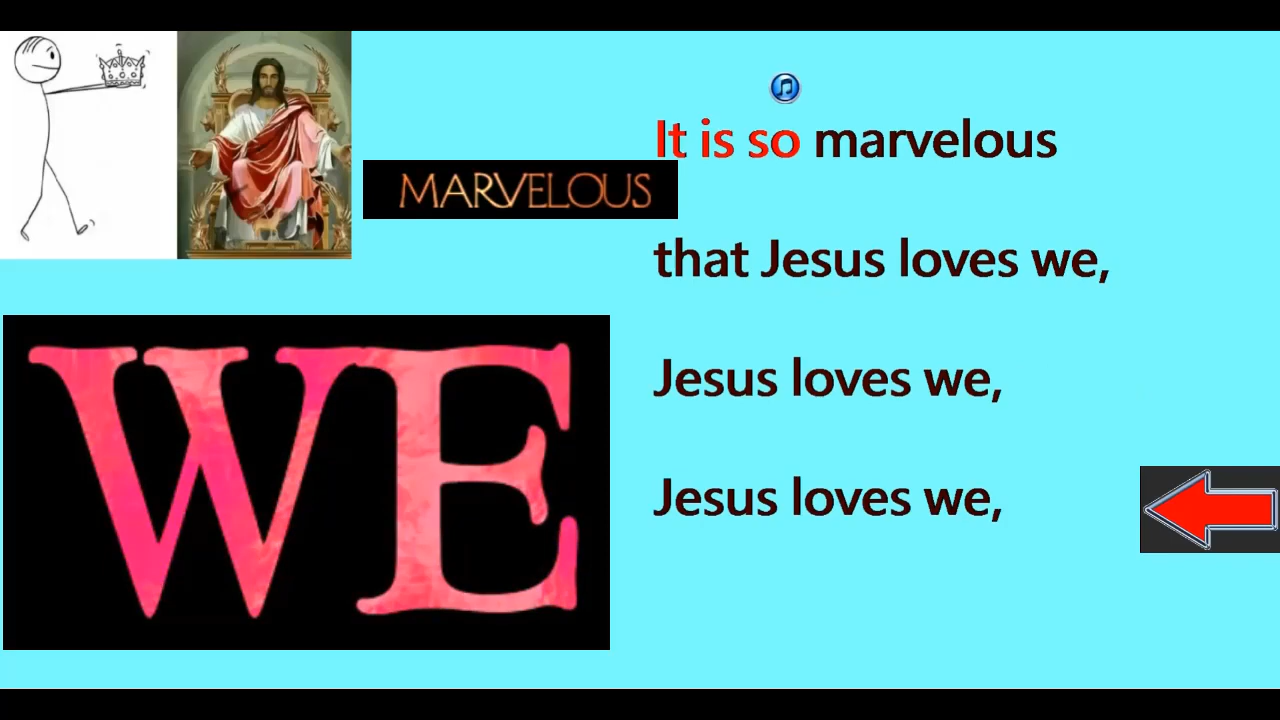 It is so marvelous
MARVELOUS
that Jesus loves we,
WE
Jesus loves we,
Jesus loves we,